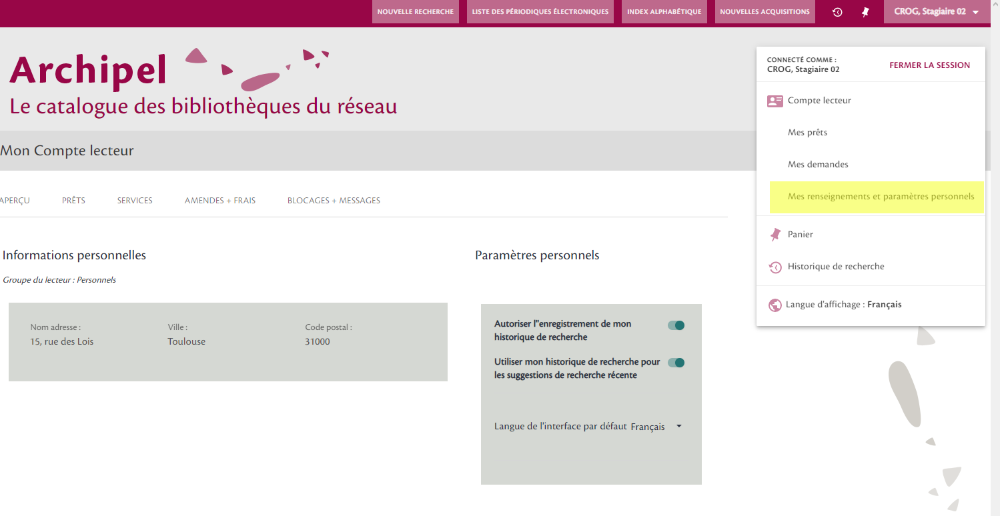 NOUVELLE RECHERCHE
LISTE DES PÉRIODIQUES ÉLECTRONIQUES
INDEX ALPHABÉTIQUE
NOUVELLES ACQUISITIONS
CROG, Stagiaire 02
Archipel
Le catalogue des bibliothèques du réseau
CONNECTÉ COMME :
CROG, Stagiaire 02
FERMER LA SESSION
Compte lecteur
Mes prêts
Mes demandes
Mes renseignements et paramètres personnels
Panier
Historique de recherche
Langue d'affichage : Français
Mon Compte lecteur
APERÇU
PRÊTS
SERVICES
AMENDES + FRAIS
BLOCAGES + MESSAGES
Informations personnelles
Groupe du lecteur : Personnels
Nom adresse :
15, rue des Lois
Ville :
Toulouse
Code postal :
31000
Paramètres personnels
Autoriser l''enregistrement de mon
historique de recherche
Utiliser mon historique de recherche pour
les suggestions de recherche récente
Langue de l'interface par défaut Français